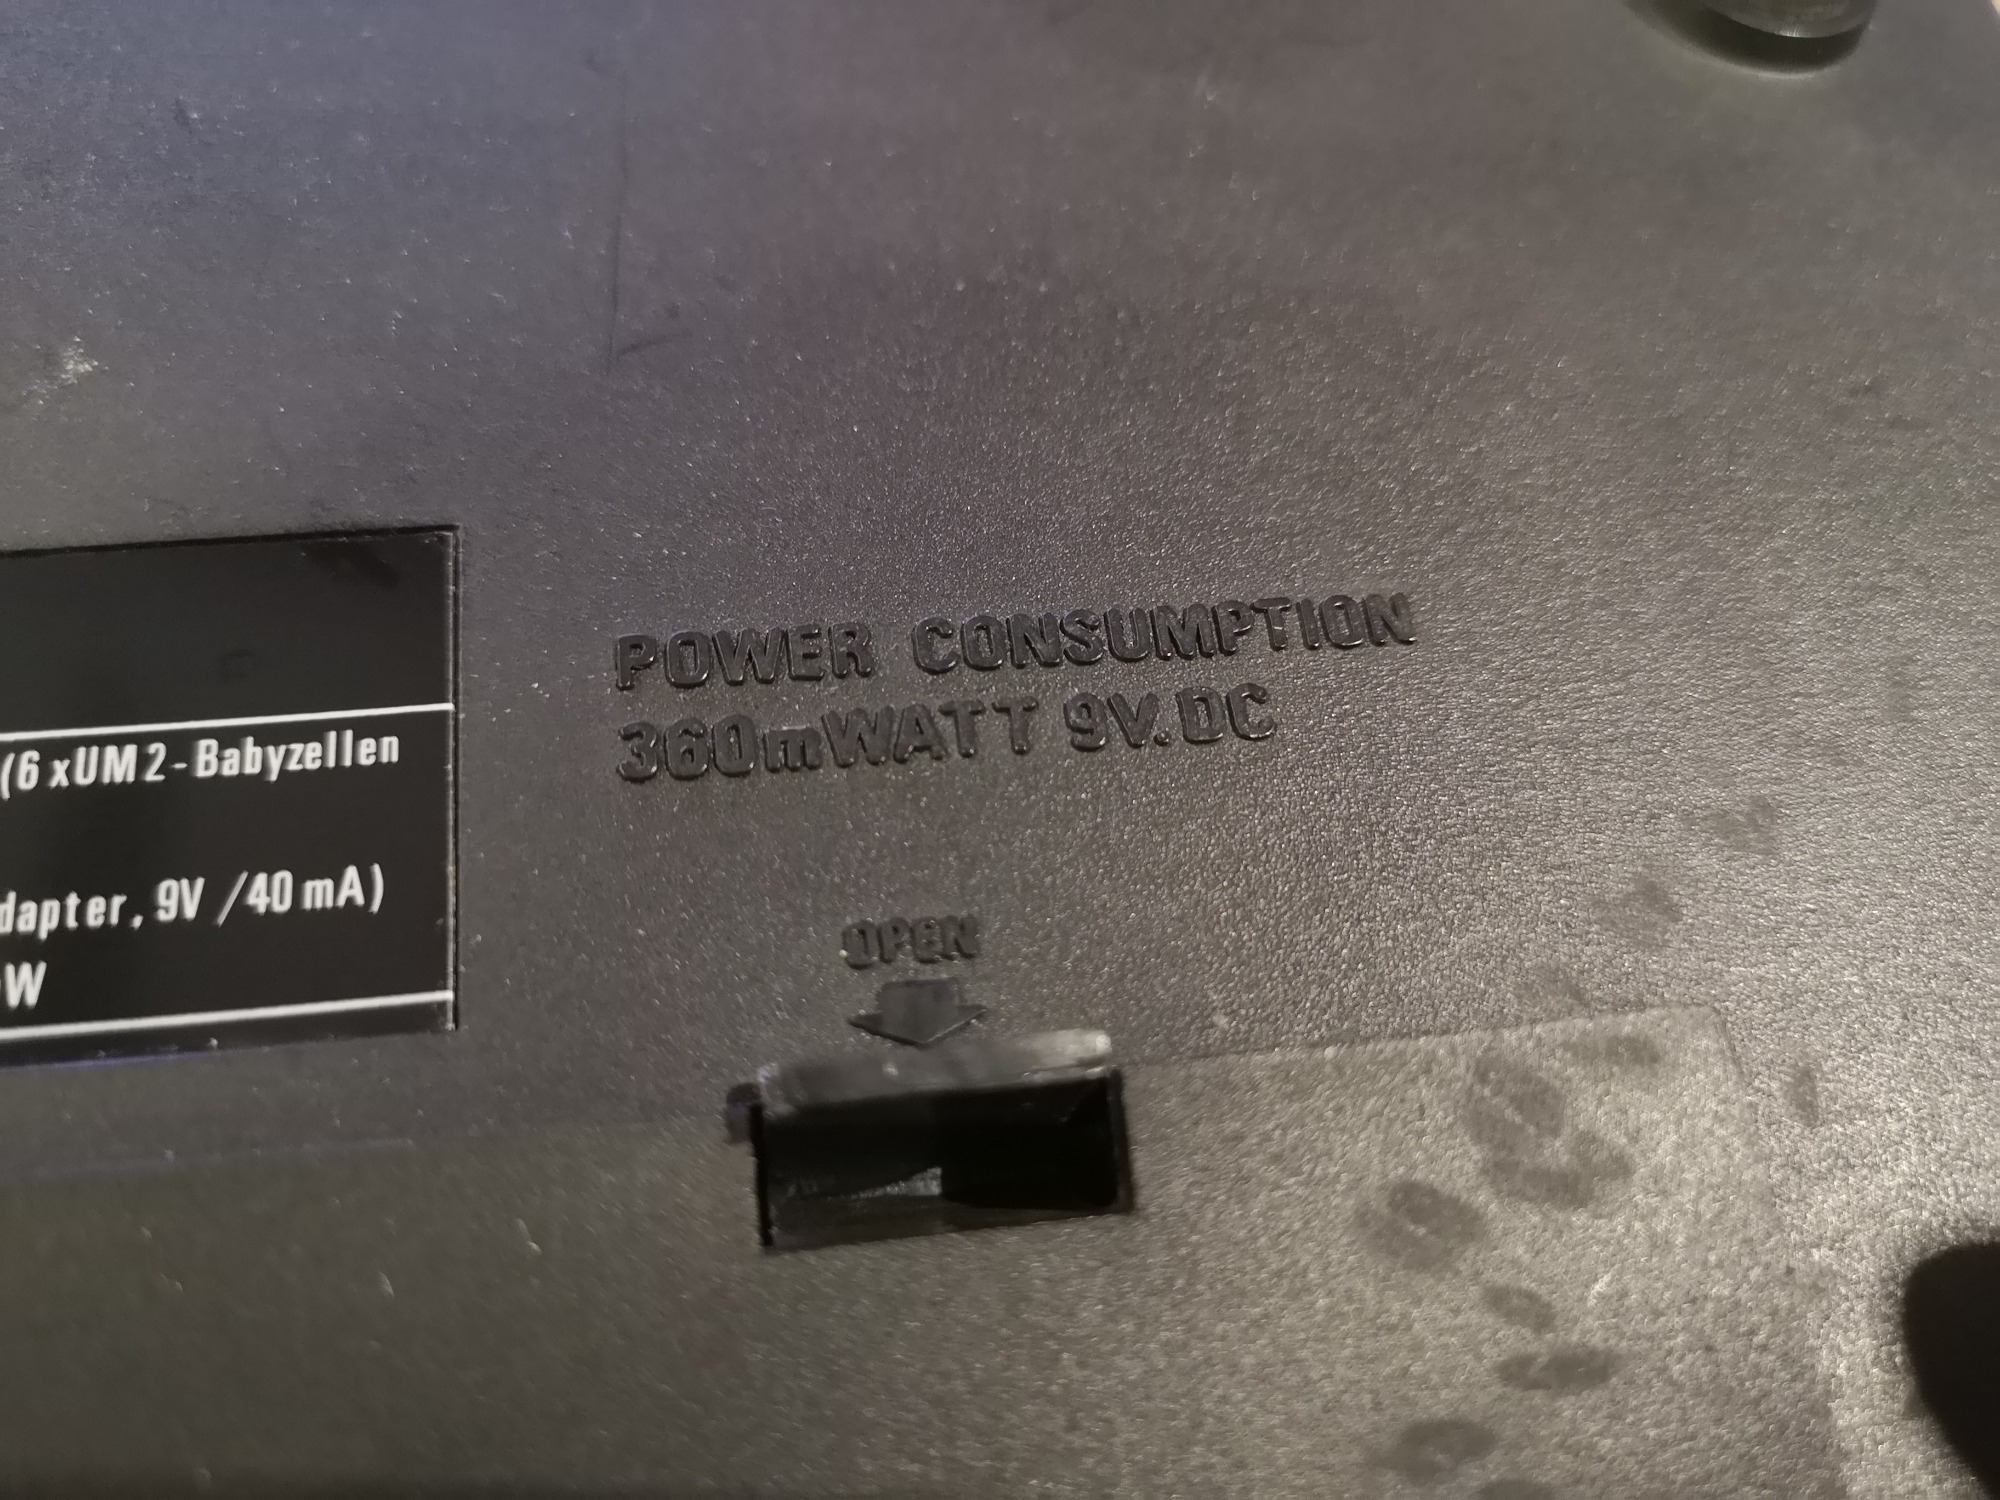 (6 xUM2-Babyzellen
dapter, 9V /40 mA)
W
POWER CONSUMPTION
360mWATT 9V.DC
OPEN